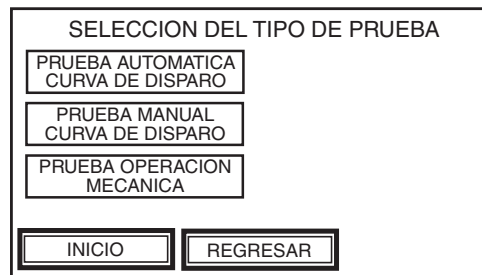 SELECCION DEL TIPO DE PRUEBA
PRUEBA AUTOMATICA
CURVA DE DISPARO
PRUEBA MANUAL
CURVA DE DISPARO
PRUEBA OPERACION
MECANICA
INICIO
REGRESAR